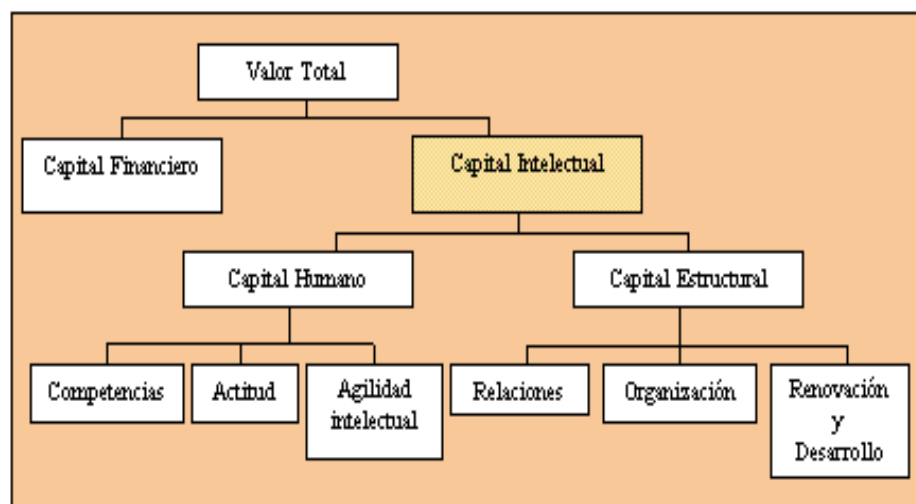 Valor Total
Capital Financiero
Capital Intelectual
Capital Humano
Capital Estructural
Competencias
Actitud
Agilidad
intelectual
Relaciones
Organización
Renovación
y
Desarrollo